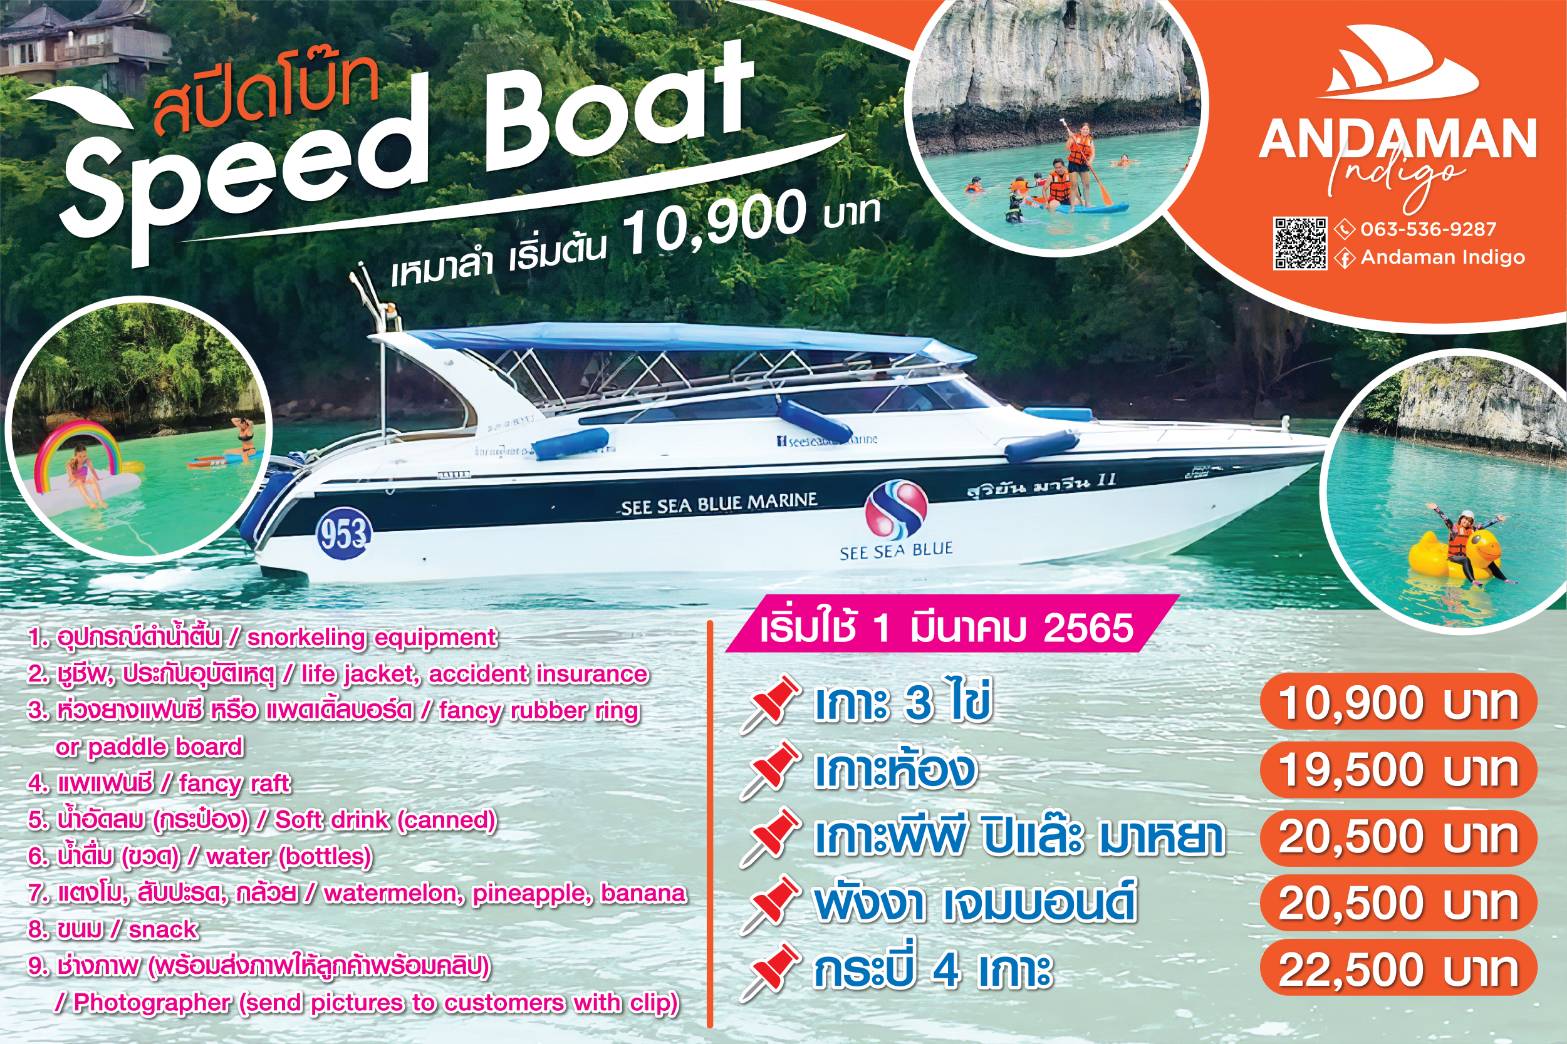 สปีดโบ๊ท
Speed Boat
เหมาลำ เริ่มต้น 10,900 บาท
ANDAMAN
Indigo
063-536-9287
Andaman Indigo
953
SEE SEA BLUE MARINE
SEE SEA BLUE
สุริยัน มารีน 11
1. อุปกรณ์ดำน้ำตื้น / snorkeling equipment
2. ชูชีพ, ประกันอุบัติเหตุ / life jacket, accident insurance
3. ห่วงยางแฟนซี หรือ แพดเดิ้ลบอร์ด / fancy rubber ring
or paddle board
4. แพแฟนซี / fancy raft
5. น้ำอัดลม (กระป๋อง) / Soft drink (canned)
6. น้ำดื่ม (ขวด) / water (bottles)
7. แตงโม, สับปะรด, กล้วย / watermelon, pineapple, banana
8. ขนม / snack
9. ช่างภาพ (พร้อมส่งภาพให้ลูกค้าพร้อมคลิป)
/ Photographer (send pictures to customers with clip)
เริ่มใช้ 1 มีนาคม 2565
เกาะ 3 ไข่ 10,900 บาท
เกาะห้อง 19,500 บาท
เกาะพีพี ปิแล๊ะ มาหยา 20,500 บาท
พังงา เจมบอนด์ 20,500 บาท
กระบี่ 4 เกาะ 22,500 บาท